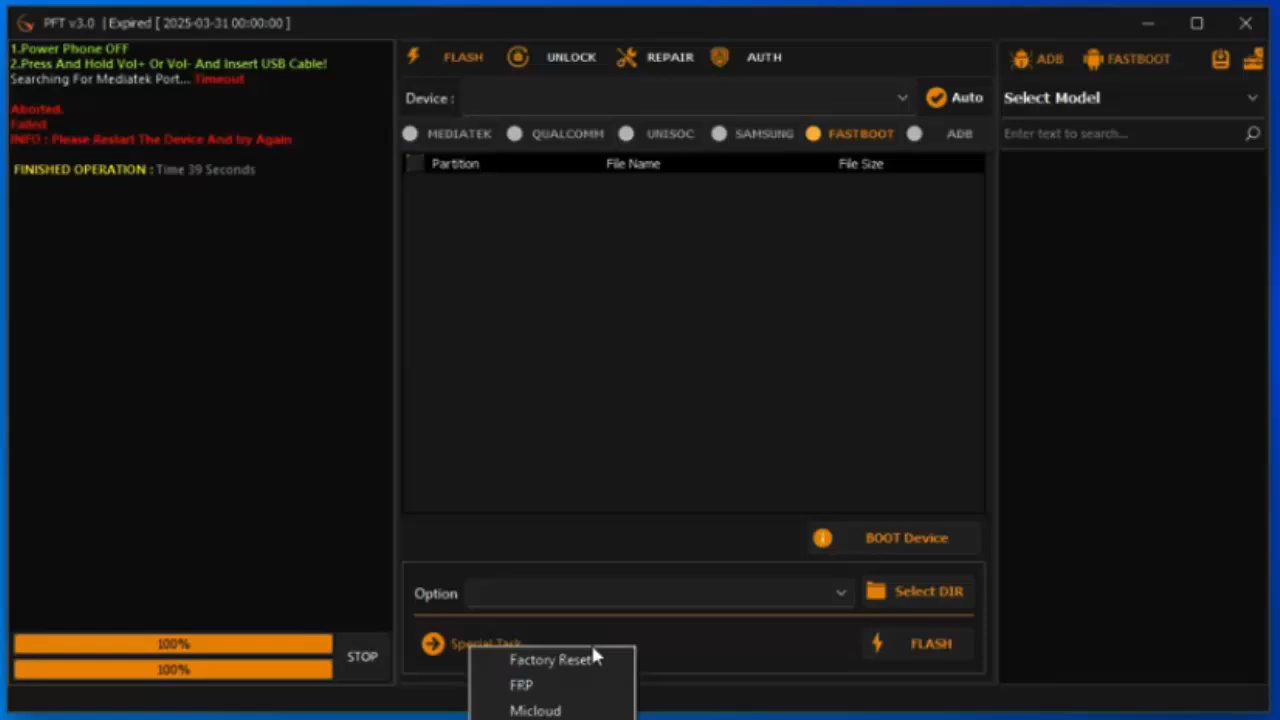 PFT v3.0 | Expired [ 2025-03-31 00:00:00 ]
1.Power Phone OFF
2.Press And Hold Vol+ Or Vol- And Insert USB Cable!
Searching For Mediatek Port... Timeout
Aborted.
Failed
INFO : Please Restart The Device And try Again
FINISHED OPERATION : Time 39 Seconds
100%
100%
STOP
FLASH UNLOCK REPAIR AUTH
Device :
Auto
MEDIATEK QUALCOMM UNISOC SAMSUNG FASTBOOT ADB
Partition File Name File Size
BOOT Device
Option
Select DIR
Special Task
FLASH
Factory Reset
FRP
Micloud
ADB FASTBOOT
Select Model
Enter text to search...